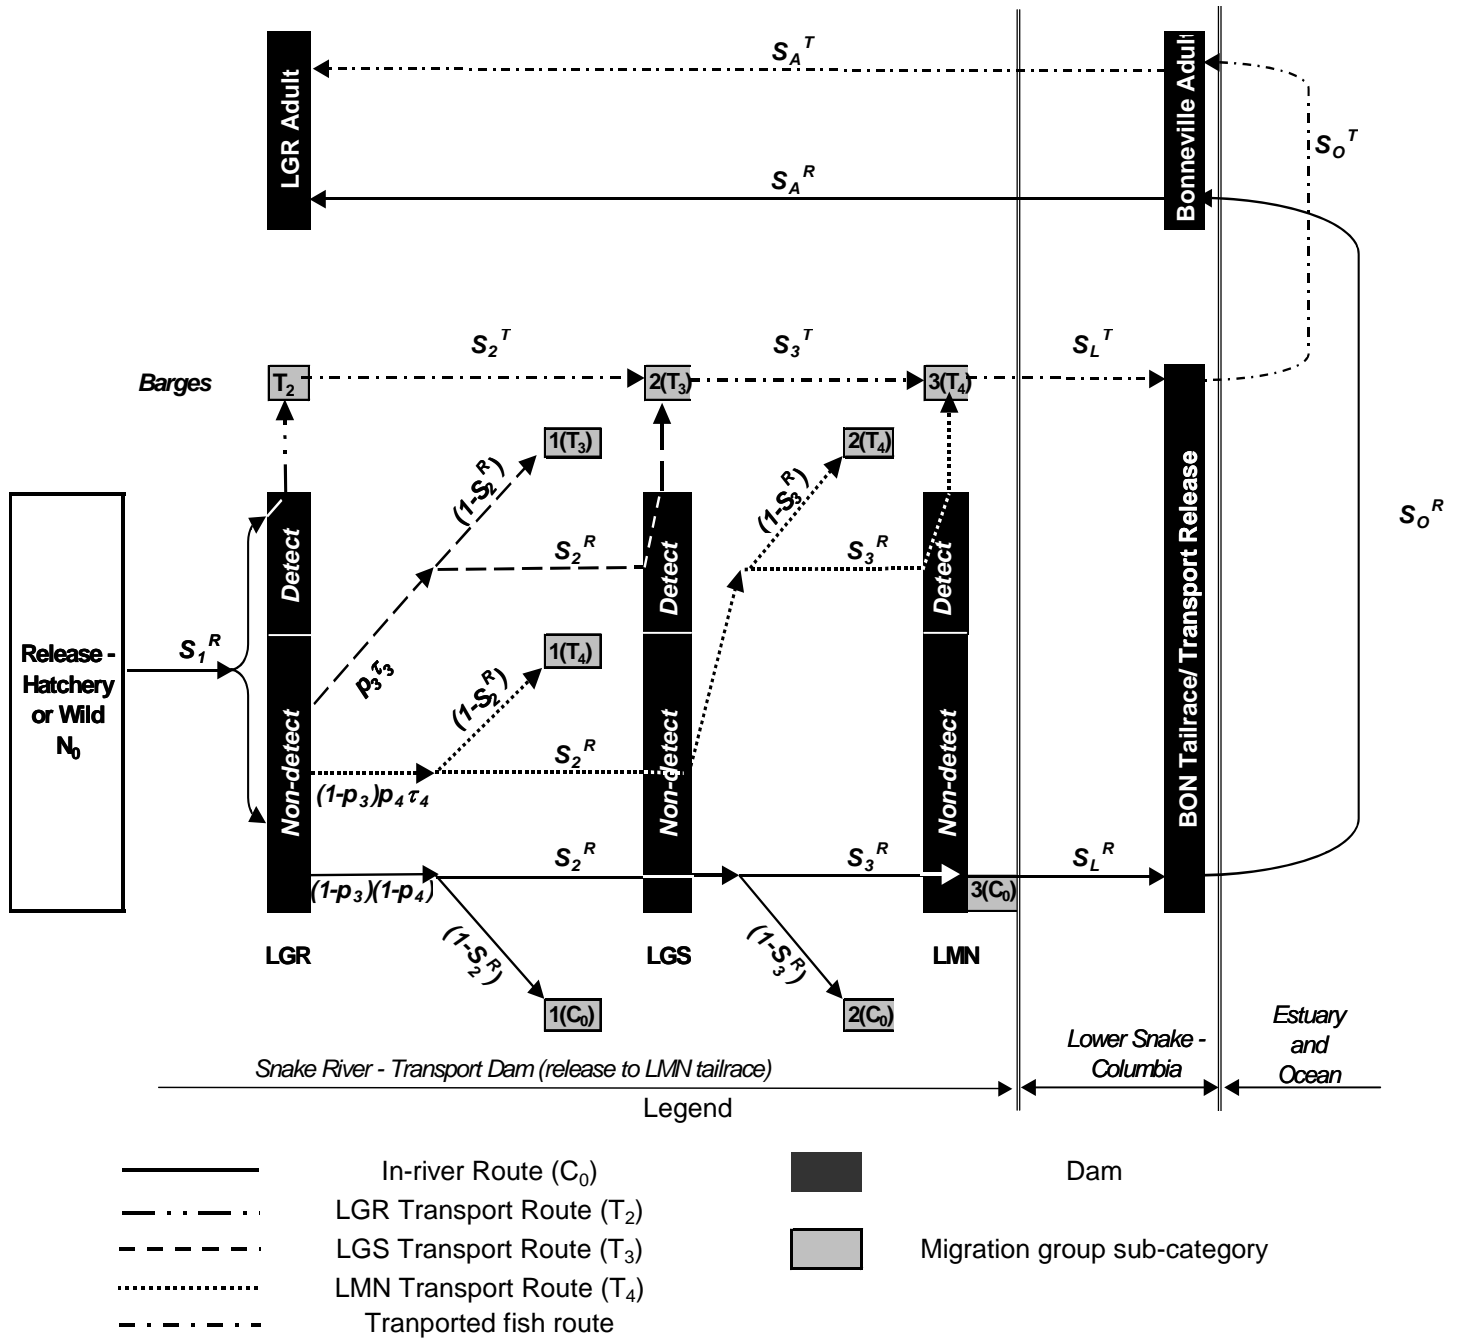 S_A^T
LGR Adult
Bonneville Adult
S_O^T
S_A^R
S_2^T
S_3^T
S_L^T
Barges
T_2
2(T_3)
3(T_4)
1(T_3)
2(T_4)
(1-S_2^R)
(1-S_3^R)
S_O^R
Detect
S_2^R
Detect
S_3^R
Detect
BON Tailrace/ Transport Release
Release -
Hatchery
or Wild
N_0
S_1^R
p_3 τ_3
1(T_4)
(1-S_2^R)
Non-detect
S_2^R
Non-detect
Non-detect
(1-p_3)p_4 τ_4
S_2^R
S_3^R
S_L^R
(1-p_3)(1-p_4)
3(C_0)
LGR
(1-S_2^R)
LGS
(1-S_3^R)
LMN
1(C_0)
2(C_0)
Snake River - Transport Dam (release to LMN tailrace)
Lower Snake -
Columbia
Estuary
and
Ocean
Legend
In-river Route (C_0)
Dam
LGR Transport Route (T_2)
LGS Transport Route (T_3)
Migration group sub-category
LMN Transport Route (T_4)
Tranported fish route